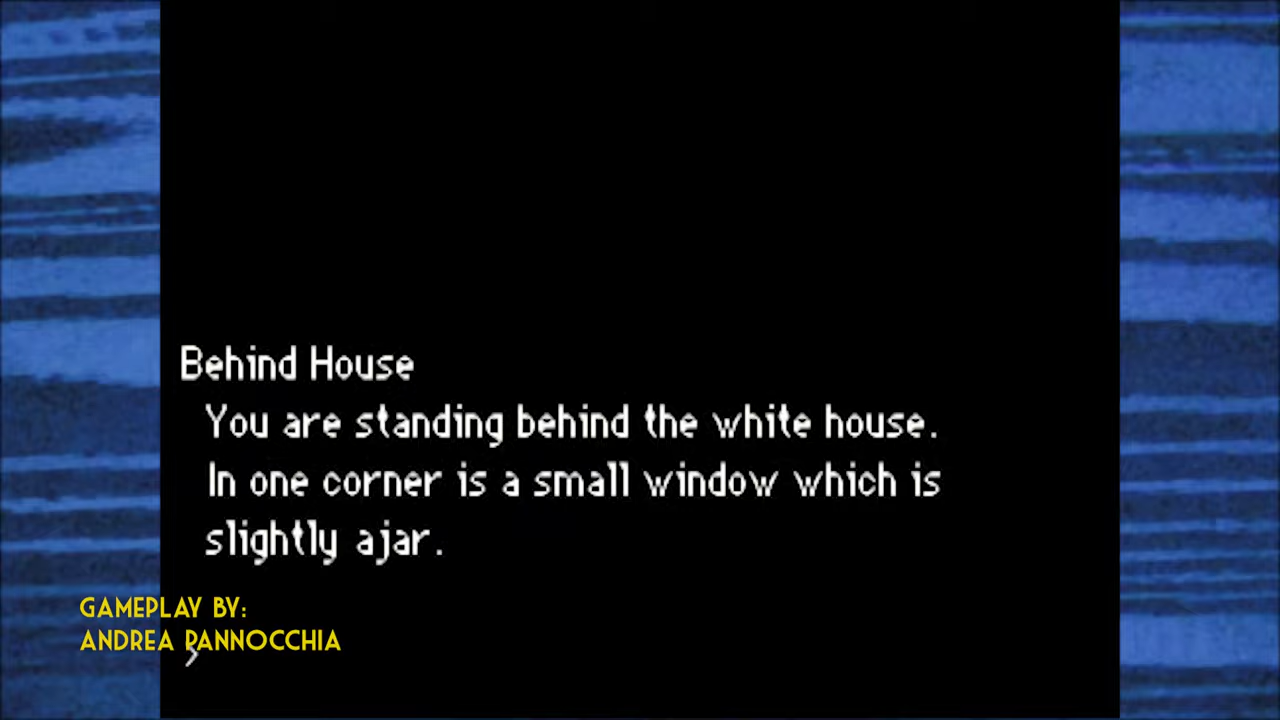 Behind House
You are standing behind the white house.
In one corner is a small window which is
slightly ajar.
GAMEPLAY BY:
ANDREA PANNOCCHIA
>